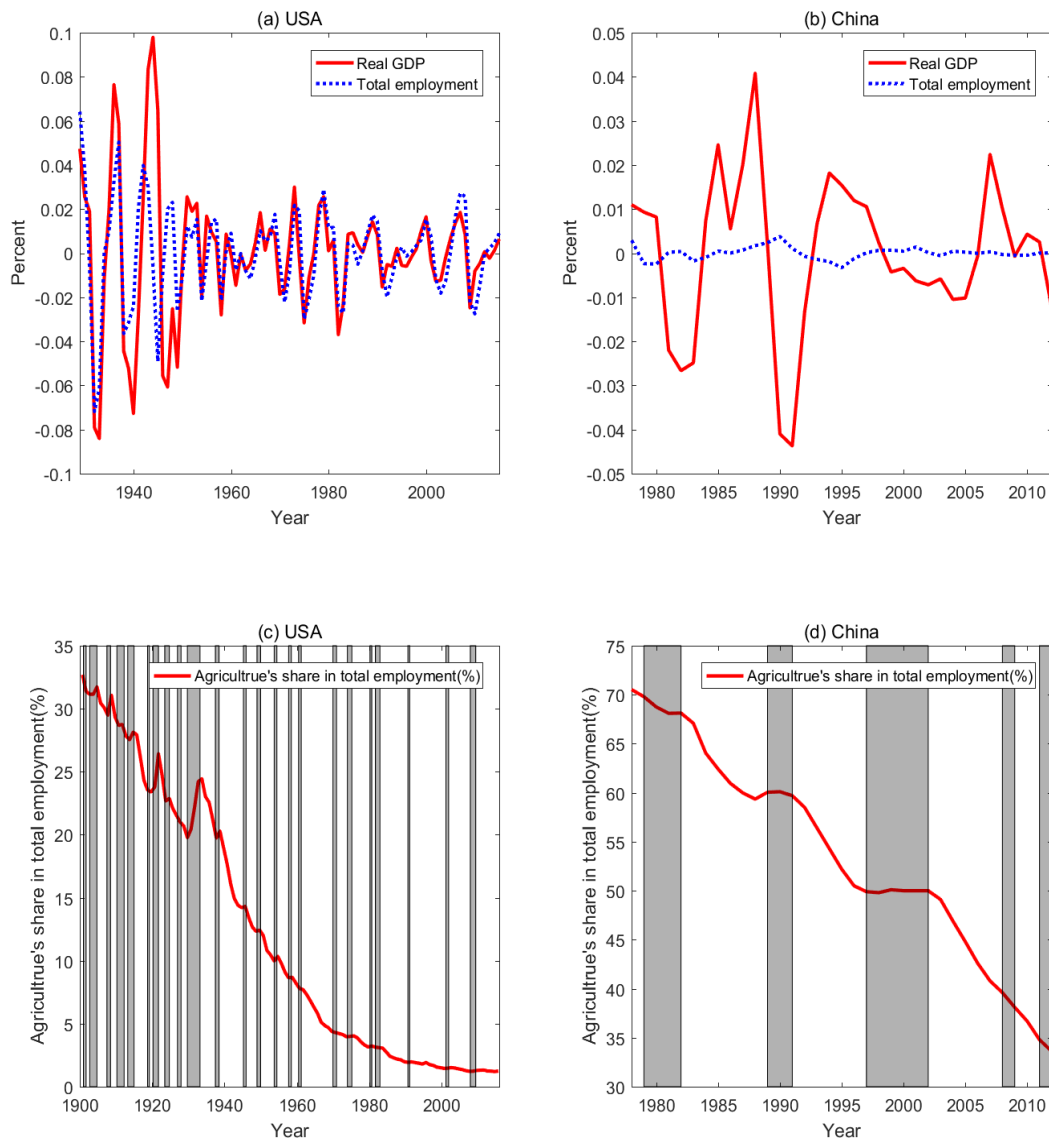 (a) USA
Real GDP
Total employment
0.1
0.08
0.06
0.04
0.02
0
-0.02
-0.04
-0.06
-0.08
-0.1
Percent
1940 1960 1980 2000
Year
(b) China
Real GDP
Total employment
0.05
0.04
0.03
0.02
0.01
0
-0.01
-0.02
-0.03
-0.04
-0.05
Percent
1980 1985 1990 1995 2000 2005 2010
Year
(c) USA
Agricultrue's share in total employment(%)
35
30
25
20
15
10
5
0
Agricultrue's share in total employment(%)
1900 1920 1940 1960 1980 2000
Year
(d) China
Agricultrue's share in total employment(%)
75
70
65
60
55
50
45
40
35
30
Agricultrue's share in total employment(%)
1980 1985 1990 1995 2000 2005 2010
Year